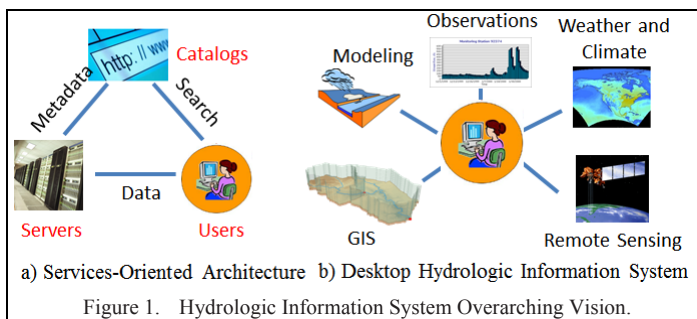 http: // www
Catalogs
Metadata
Search
Data
Servers
Users
Observations
Weather and
Climate
Modeling
GIS
Remote Sensing
a) Services-Oriented Architecture b) Desktop Hydrologic Information System
Figure 1. Hydrologic Information System Overarching Vision.